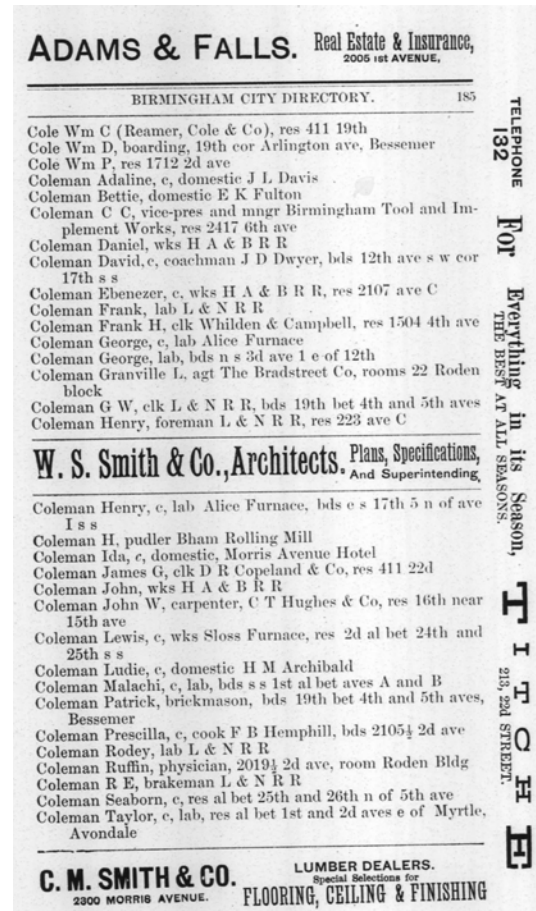 ADAMS & FALLS. Real Estate & Insurance,
2005 1st AVENUE,
BIRMINGHAM CITY DIRECTORY. 185
Cole Wm C (Reamer, Cole & Co), res 411 19th
Cole Wm D, boarding, 19th cor Arlington ave, Bessemer
Cole Wm P, res 1712 2d ave
Coleman Adaline, c, domestic J L Davis
Coleman Bettie, domestic E K Fulton
Coleman C C, vice-pres and mngr Birmingham Tool and Im-
plement Works, res 2417 6th ave
Coleman Daniel, wks H A & B R R
Coleman David, c, coachman J D Dwyer, bds 12th ave s w cor
17th s s
Coleman Ebenezer, c, wks H A & B R R, res 2107 ave C
Coleman Frank, lab L & N R R
Coleman Frank H, clk Whilden & Campbell, res 1504 4th ave
Coleman George, c, lab Alice Furnace
Coleman George, lab, bds n s 3d ave 1 e of 12th
Coleman Granville L, agt The Bradstreet Co, rooms 22 Roden
block
Coleman G W, clk L & N R R, bds 19th bet 4th and 5th aves
Coleman Henry, foreman L & N R R, res 223 ave C
W. S. Smith & Co., Architects. Plans, Specifications,
And Superintending,
Coleman Henry, c, lab Alice Furnace, bds e s 17th 5 n of ave
I s s
Coleman H, pudler Bham Rolling Mill
Coleman Ida, c, domestic, Morris Avenue Hotel
Coleman James G, clk D R Copeland & Co, res 411 22d
Coleman John, wks H A & B R R
Coleman John W, carpenter, C T Hughes & Co, res 16th near
15th ave
Coleman Lewis, c, wks Sloss Furnace, res 2d al bet 24th and
25th s s
Coleman Ludie, c, domestic H M Archibald
Coleman Malachi, c, lab, bds s s 1st al bet aves A and B
Coleman Patrick, brickmason, bds 19th bet 4th and 5th aves,
Bessemer
Coleman Prescilla, c, cook F B Hemphill, bds 2105½ 2d ave
Coleman Rodey, lab L & N R R
Coleman Ruffin, physician, 2019½ 2d ave, room Roden Bldg
Coleman R E, brakeman L & N R R
Coleman Seaborn, c, res al bet 25th and 26th n of 5th ave
Coleman Taylor, c, lab, res al bet 1st and 2d aves e of Myrtle,
Avondale
C. M. SMITH & CO.
2300 MORRIS AVENUE.
LUMBER DEALERS.
Special Selections for
FLOORING, CEILING & FINISHING
TELEPHONE
132
For Everything in its Season,
THE BEST AT ALL SEASONS.
TITCHE
213, 22d STREET.